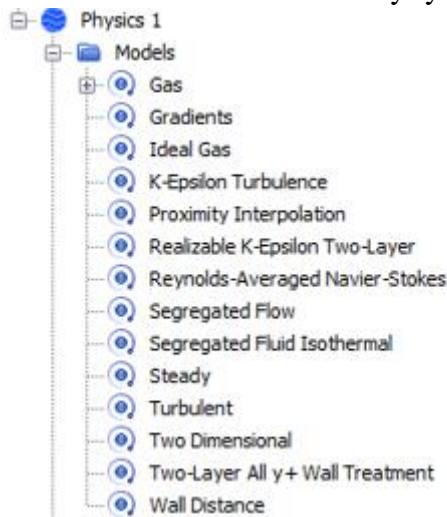 Physics 1
Models
Gas
Gradients
Ideal Gas
K-Epsilon Turbulence
Proximity Interpolation
Realizable K-Epsilon Two-Layer
Reynolds-Averaged Navier-Stokes
Segregated Flow
Segregated Fluid Isothermal
Steady
Turbulent
Two Dimensional
Two-Layer All y+ Wall Treatment
Wall Distance